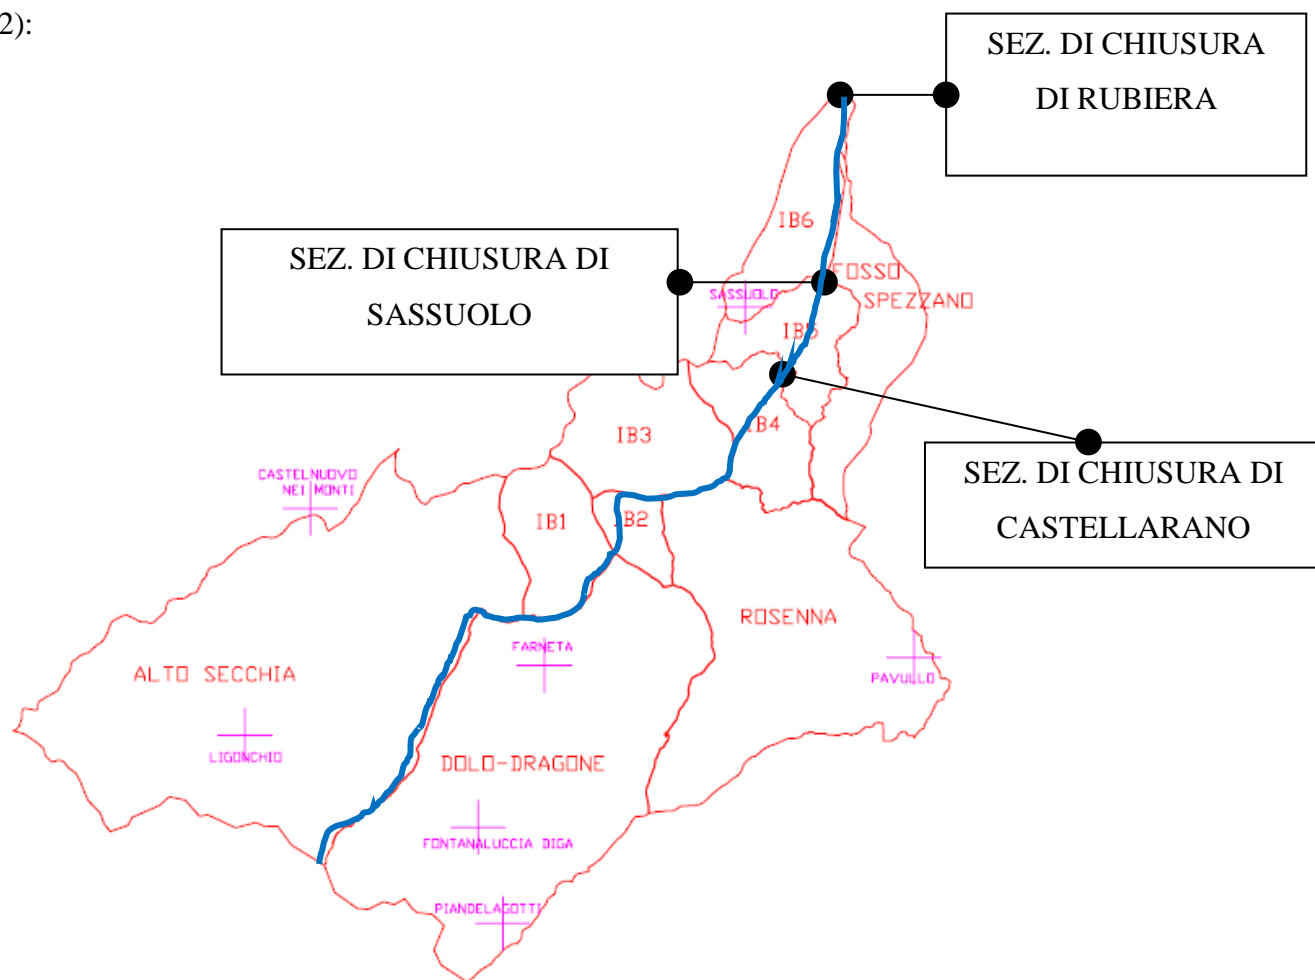 2):
SEZ. DI CHIUSURA
DI RUBIERA
IB6
SEZ. DI CHIUSURA DI
SASSUOLO
FOSSO
SPEZZANO
SASSUOLO
IB5
IB3
IB4
SEZ. DI CHIUSURA DI
CASTELLARANO
CASTELNUOVO
NEI MONTI
IB1
IB2
ROSENNA
FARNETA
ALTO SECCHIA
PAVULLO
LIGONCHIO
DOLO-DRAGONE
FONTANALUCCIA DIGA
PIANDELAGOTTI